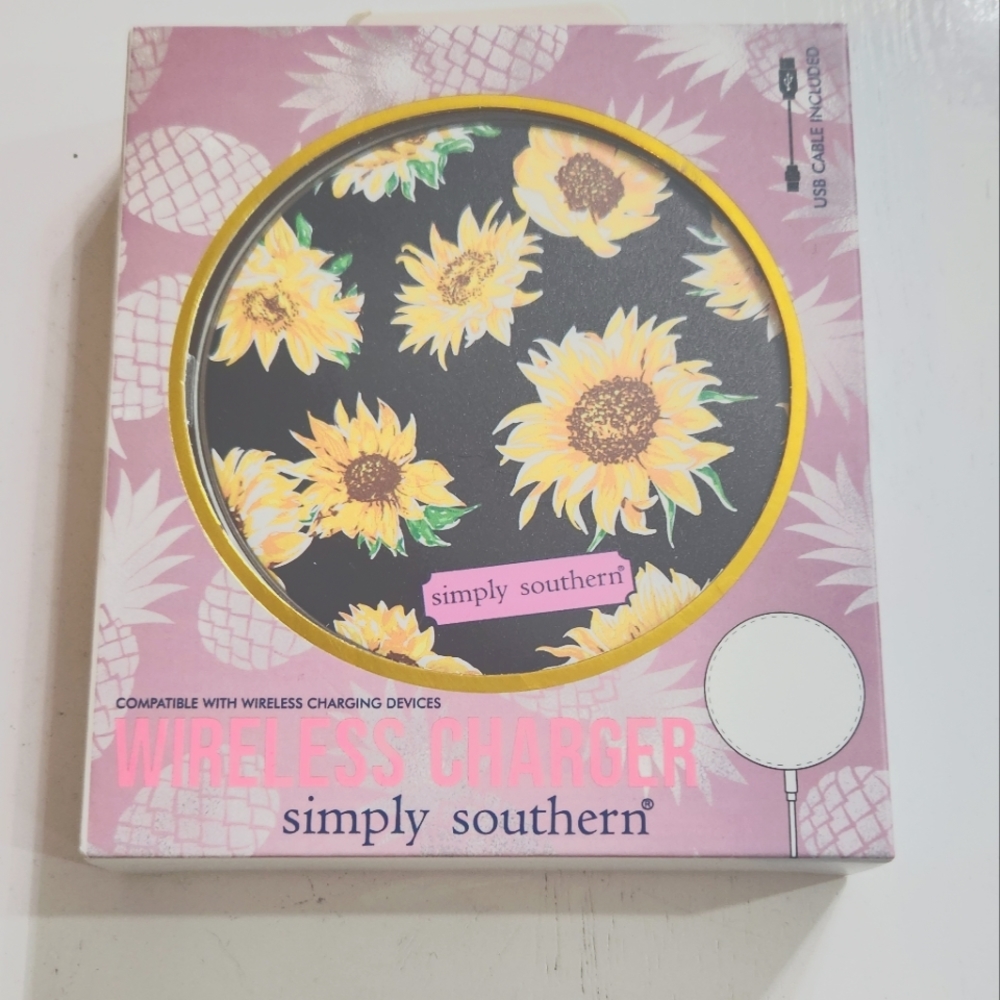 USB CABLE INCLUDED
simply southern®
COMPATIBLE WITH WIRELESS CHARGING DEVICES
WIRELESS CHARGER
simply southern®